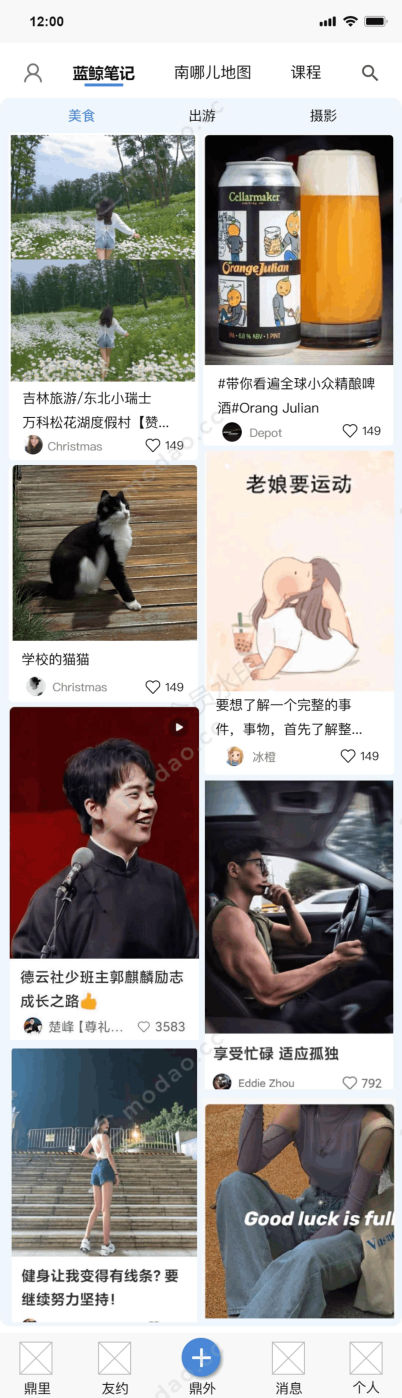 12:00
蓝鲸笔记
南哪儿地图
课程
美食
出游
摄影
Cellarmaker
Orange Julian
IPA • 6.8 % ABV • 1 PINT
吉林旅游/东北小瑞士
万科松花湖度假村【赞...
Christmas
149
#带你看遍全球小众精酿啤
酒#Orang Julian
Depot
149
老娘要运动
学校的猫猫
Christmas
149
要想了解一个完整的事
件，事物，首先了解整...
冰橙
149
德云社少班主郭麒麟励志
成长之路👍
楚峰【尊礼...
3583
享受忙碌 适应孤独
Eddie Zhou
792
健身让我变得有线条? 要
继续努力坚持！
Good luck is full
鼎里
友约
鼎外
消息
个人
modao.cc